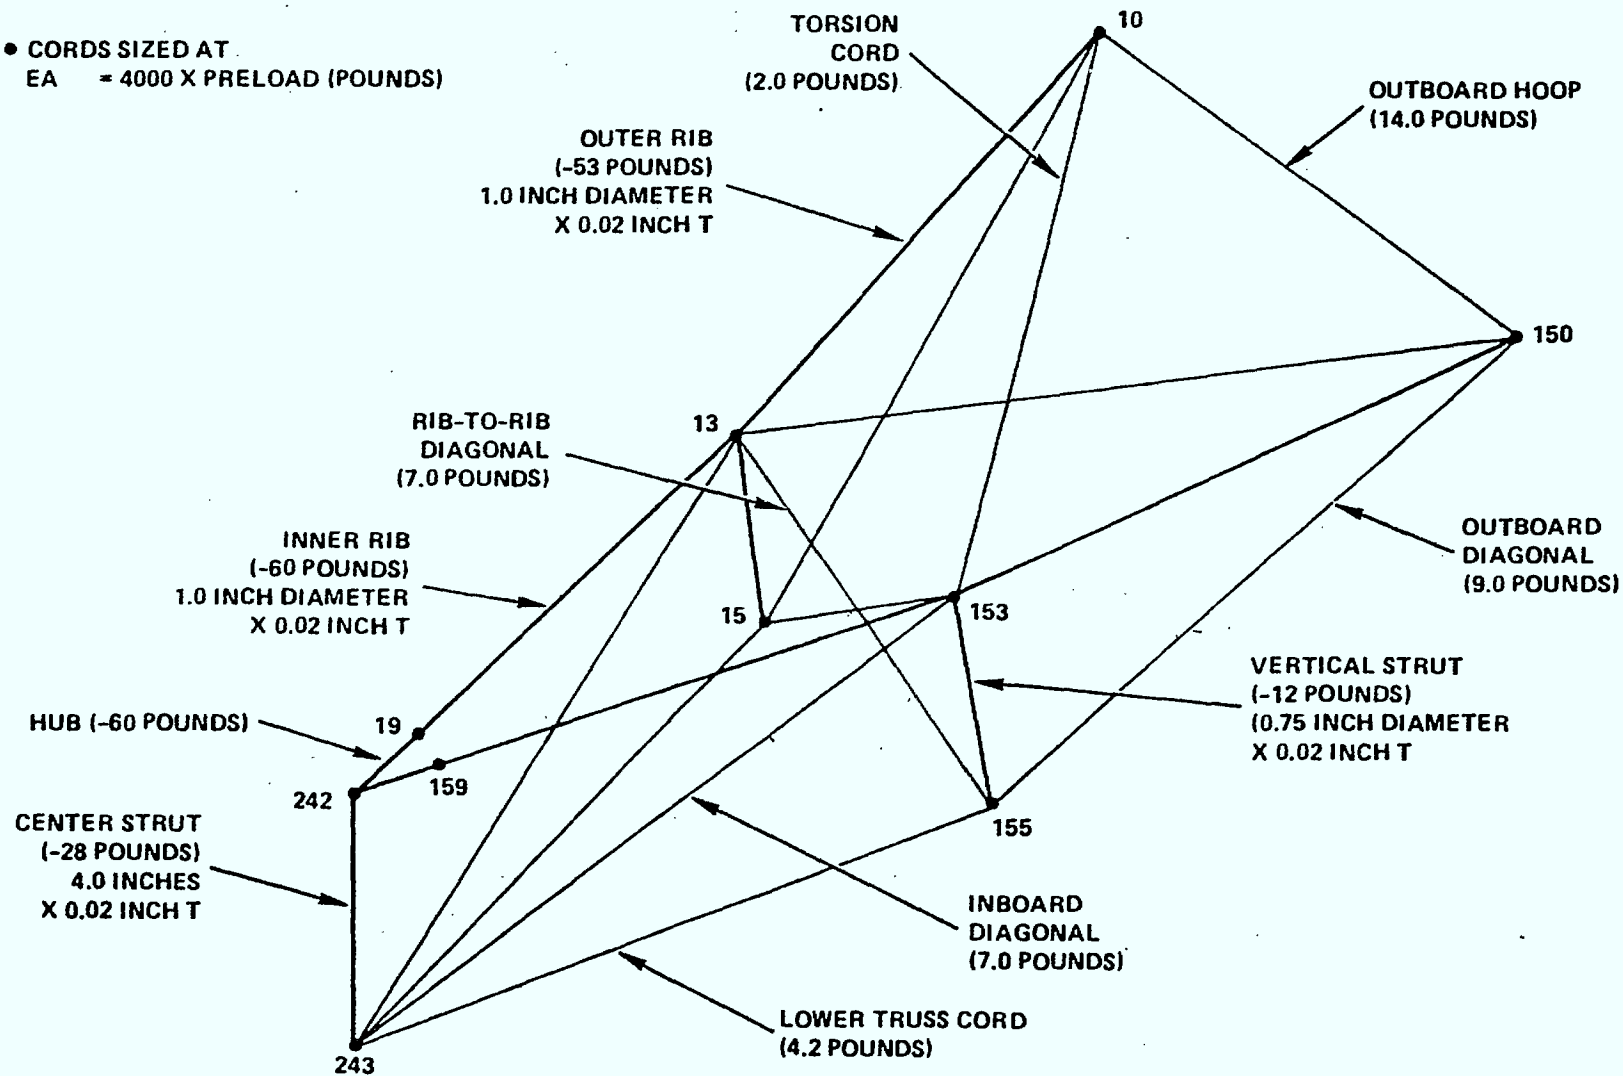 • CORDS SIZED AT
EA = 4000 X PRELOAD (POUNDS)
TORSION
CORD
(2.0 POUNDS)
10
OUTBOARD HOOP
(14.0 POUNDS)
OUTER RIB
(-53 POUNDS)
1.0 INCH DIAMETER
X 0.02 INCH T
150
13
RIB-TO-RIB
DIAGONAL
(7.0 POUNDS)
INNER RIB
(-60 POUNDS)
1.0 INCH DIAMETER
X 0.02 INCH T
OUTBOARD
DIAGONAL
(9.0 POUNDS)
15
153
VERTICAL STRUT
(-12 POUNDS)
(0.75 INCH DIAMETER
X 0.02 INCH T
HUB (-60 POUNDS)
19
159
242
CENTER STRUT
(-28 POUNDS)
4.0 INCHES
X 0.02 INCH T
155
INBOARD
DIAGONAL
(7.0 POUNDS)
LOWER TRUSS CORD
(4.2 POUNDS)
243